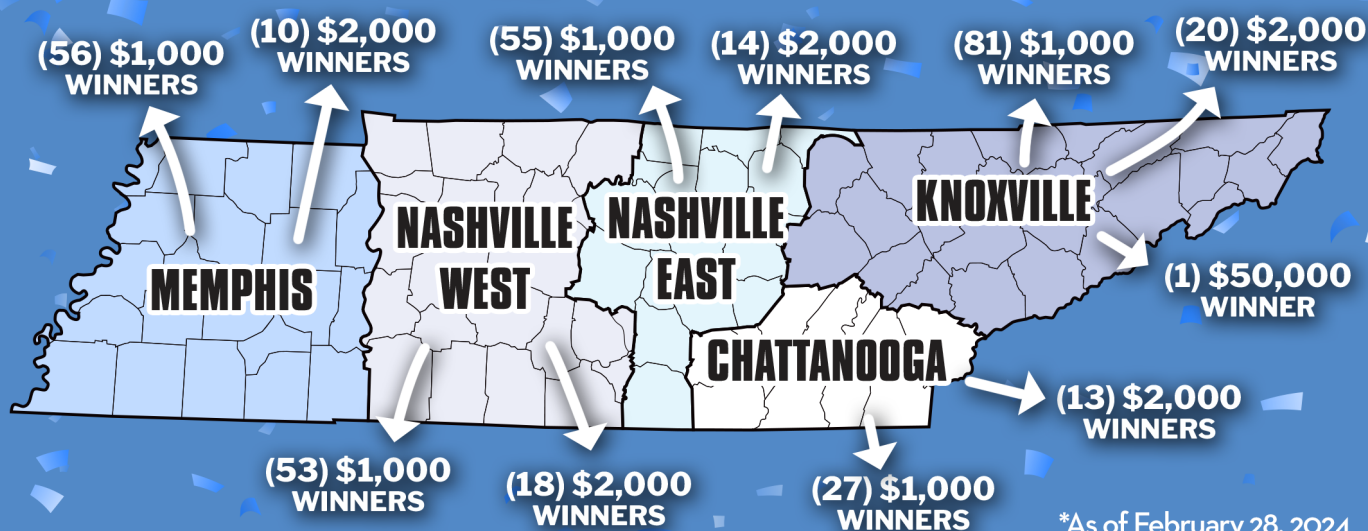 (56) $1,000
WINNERS
(10) $2,000
WINNERS
(55) $1,000
WINNERS
(14) $2,000
WINNERS
(81) $1,000
WINNERS
(20) $2,000
WINNERS
MEMPHIS
NASHVILLE
WEST
NASHVILLE
EAST
KNOXVILLE
(1) $50,000
WINNER
CHATTANOOGA
(13) $2,000
WINNERS
(53) $1,000
WINNERS
(18) $2,000
WINNERS
(27) $1,000
WINNERS
*As of February 28, 2024